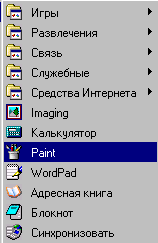 Игры
Развлечения
Связь
Служебные
Средства Интернета
Imaging
Калькулятор
Paint
WordPad
Адресная книга
Блокнот
Синхронизовать